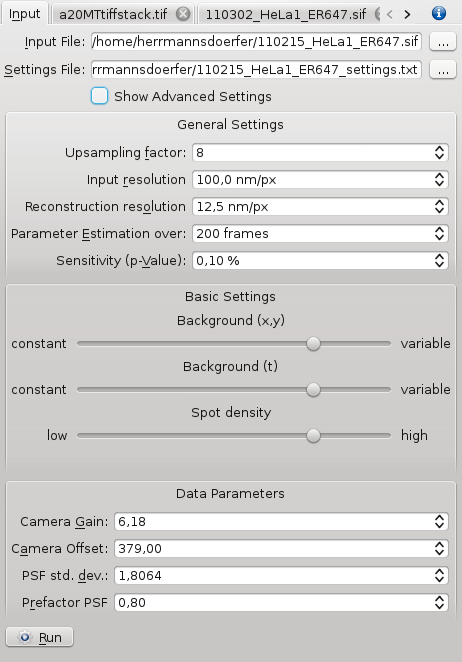 Input a20MTtiffstack.tif 110302_HeLa1_ER647.sif
Input File: /home/herrmannsdoerfer/110215_HeLa1_ER647.sif ...
Settings File: rrmannsdoerfer/110215_HeLa1_ER647_settings.txt ...
Show Advanced Settings
General Settings
Upsampling factor: 8
Input resolution 100,0 nm/px
Reconstruction resolution 12,5 nm/px
Parameter Estimation over: 200 frames
Sensitivity (p-Value): 0,10 %
Basic Settings
Background (x,y)
constant variable
Background (t)
constant variable
Spot density
low high
Data Parameters
Camera Gain: 6,18
Camera Offset: 379,00
PSF std. dev.: 1,8064
Prefactor PSF 0,80
Run